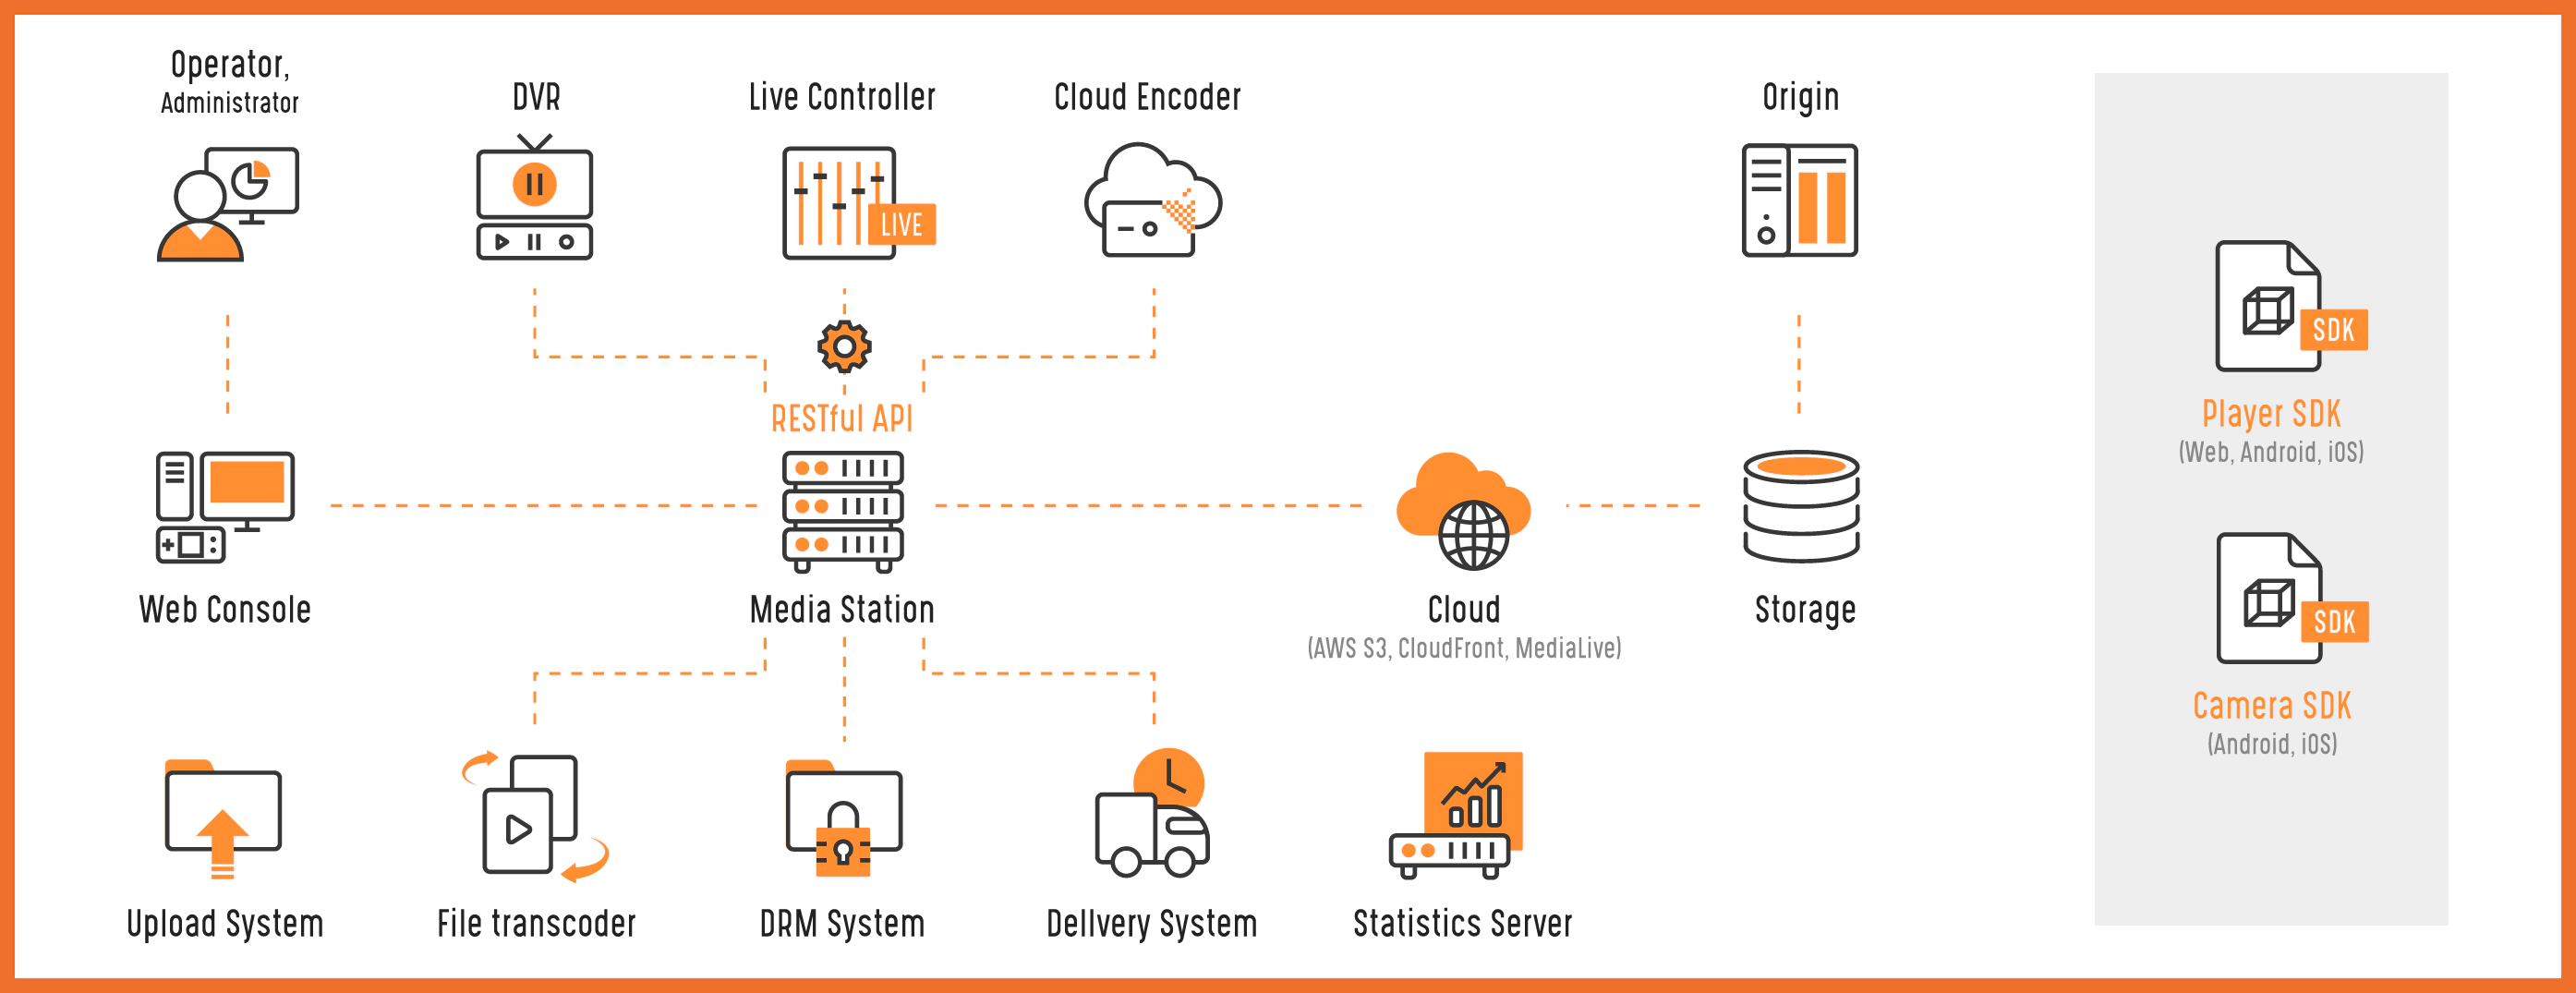 Operator,
Administrator
DVR
Live Controller
Cloud Encoder
Origin
LIVE
SDK
RESTful API
Player SDK
(Web, Android, iOS)
Web Console
Media Station
Cloud
(AWS S3, CloudFront, MediaLive)
Storage
SDK
Camera SDK
(Android, iOS)
Upload System
File transcoder
DRM System
Dellvery System
Statistics Server